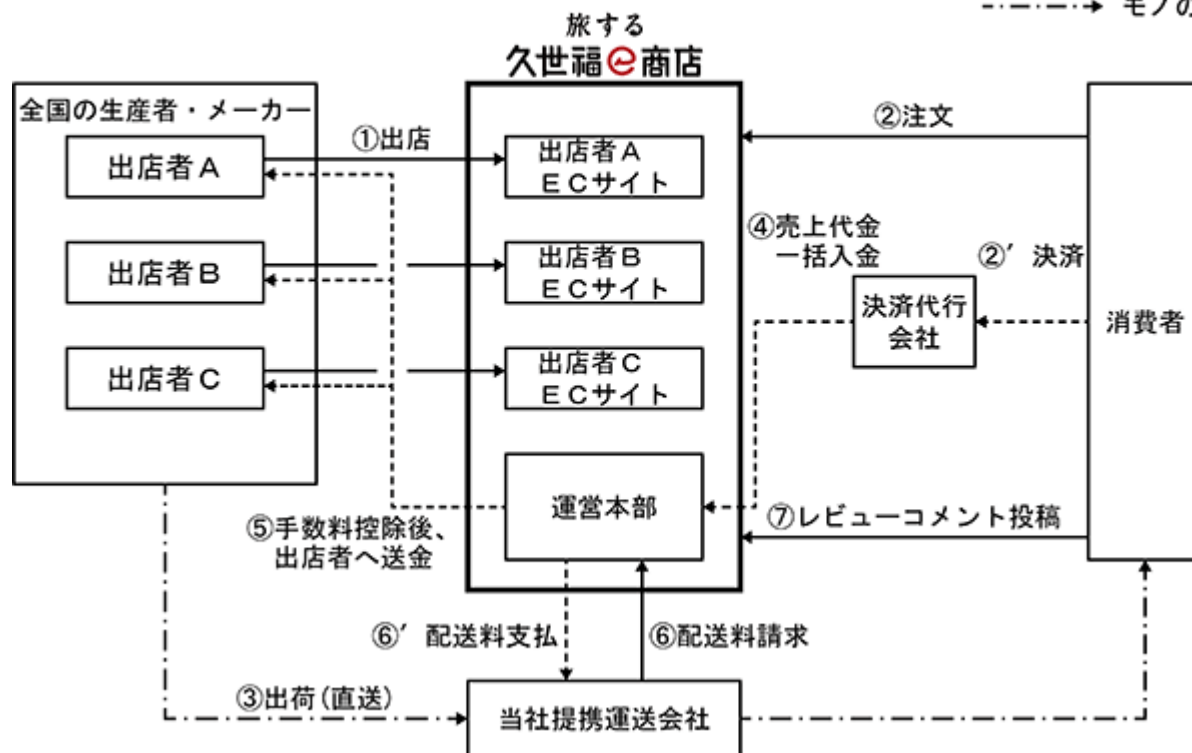 モノの
旅する
久世福e商店
全国の生産者・メーカー
②注文
①出店
出店者A
出店者A
ECサイト
④売上代金
一括入金
②′ 決済
出店者B
出店者B
ECサイト
決済代行
会社
消費者
出店者C
出店者C
ECサイト
運営本部
⑦レビューコメント投稿
⑤手数料控除後、
出店者へ送金
⑥′ 配送料支払
⑥配送料請求
③出荷(直送)
当社提携運送会社